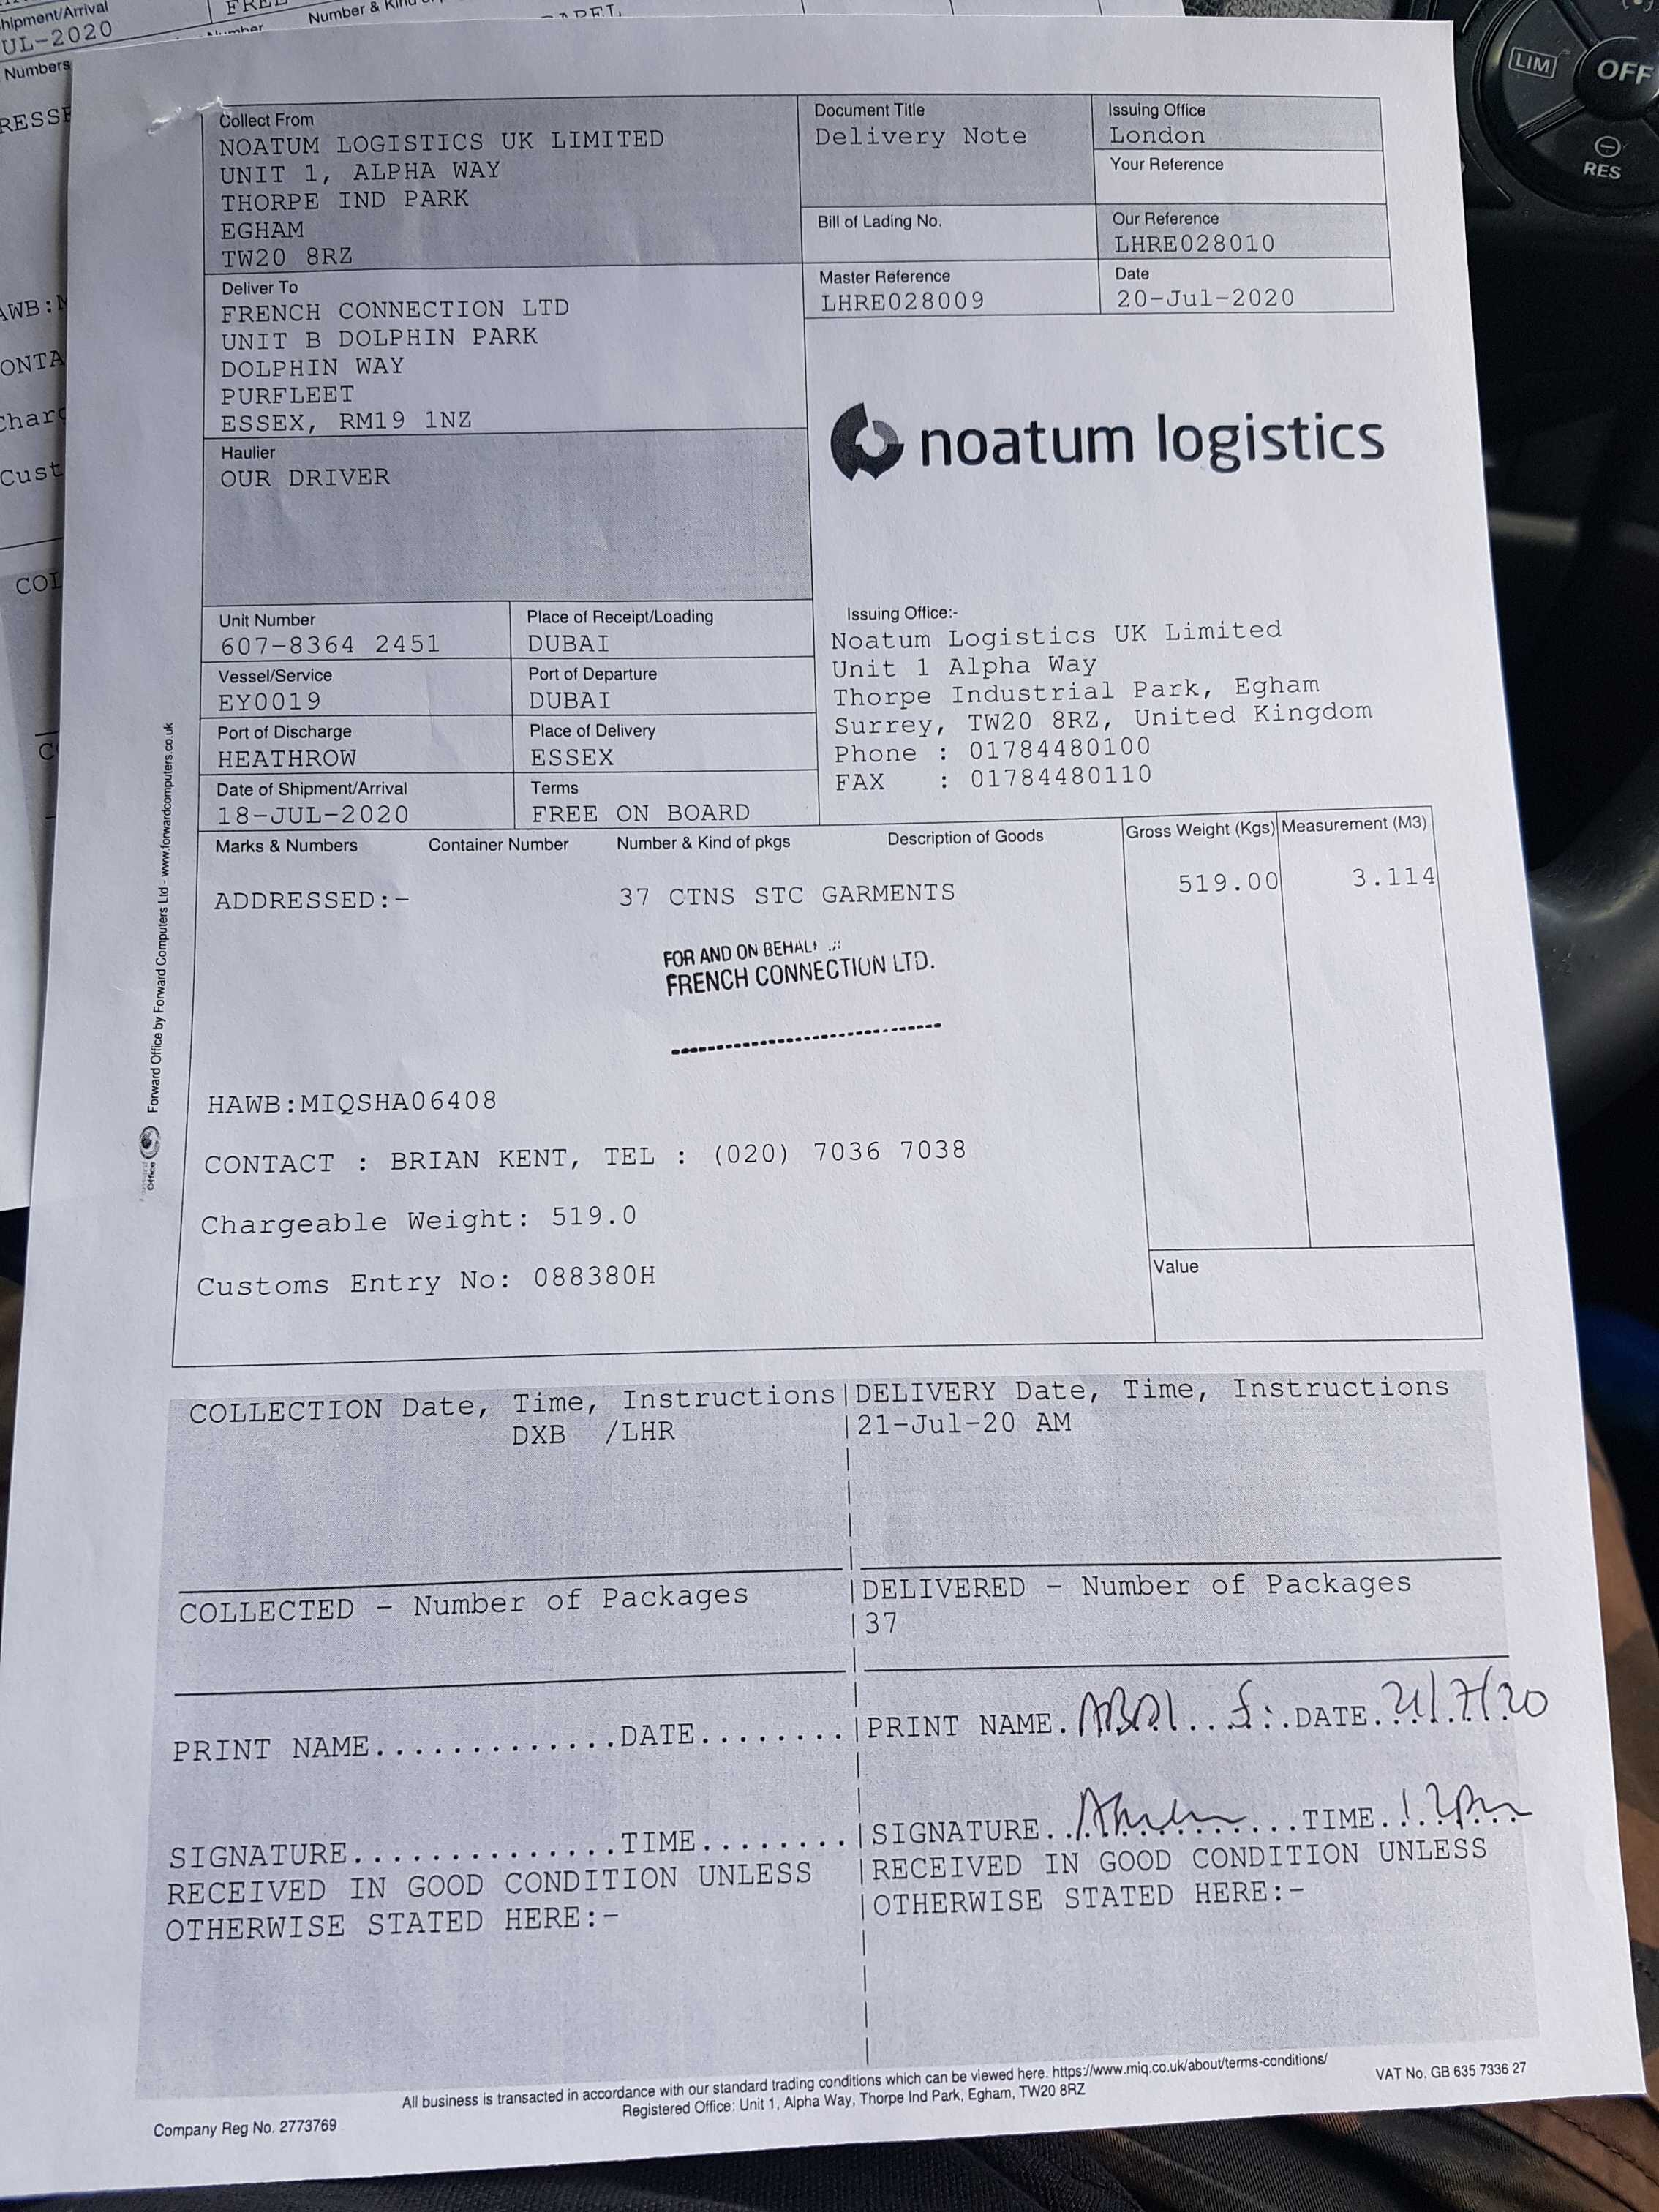 hipment/Arrival
UL-2020
Numbers
Number & Kind
RESSE
AWB:M
ONTA
Charg
Cust
COL
LIM
OFF
RES
Collect From
NOATUM LOGISTICS UK LIMITED
UNIT 1, ALPHA WAY
THORPE IND PARK
EGHAM
TW20 8RZ
Document Title
Delivery Note
Issuing Office
London
Your Reference
Bill of Lading No.
Our Reference
LHRE028010
Master Reference
LHRE028009
Date
20-Jul-2020
Deliver To
FRENCH CONNECTION LTD
UNIT B DOLPHIN PARK
DOLPHIN WAY
PURFLEET
ESSEX, RM19 1NZ
Haulier
OUR DRIVER
noatum logistics
Unit Number
607-8364 2451
Place of Receipt/Loading
DUBAI
Vessel/Service
EY0019
Port of Departure
DUBAI
Port of Discharge
HEATHROW
Place of Delivery
ESSEX
Date of Shipment/Arrival
18-JUL-2020
Terms
FREE ON BOARD
Issuing Office:-
Noatum Logistics UK Limited
Unit 1 Alpha Way
Thorpe Industrial Park, Egham
Surrey, TW20 8RZ, United Kingdom
Phone : 01784480100
FAX : 01784480110
Marks & Numbers Container Number Number & Kind of pkgs Description of Goods Gross Weight (Kgs) Measurement (M3)
ADDRESSED:- 37 CTNS STC GARMENTS 519.00 3.114
FOR AND ON BEHALF
FRENCH CONNECTION LTD.
HAWB:MIQSHA06408
CONTACT : BRIAN KENT, TEL : (020) 7036 7038
Chargeable Weight: 519.0
Customs Entry No: 088380H
Value
Forward Office by Forward Computers Ltd - www.forwardcomputers.co.uk
COLLECTION Date, Time, Instructions|DELIVERY Date, Time, Instructions
DXB /LHR |21-Jul-20 AM
COLLECTED - Number of Packages |DELIVERED - Number of Packages
|37
PRINT NAME.............DATE........|PRINT NAME.ABDI...S:.DATE.21/7/20
SIGNATURE..............TIME........|SIGNATURE..............TIME.12pm
RECEIVED IN GOOD CONDITION UNLESS |RECEIVED IN GOOD CONDITION UNLESS
OTHERWISE STATED HERE:- |OTHERWISE STATED HERE:-
All business is transacted in accordance with our standard trading conditions which can be viewed here. https://www.miq.co.uk/about/terms-conditions/
Registered Office: Unit 1, Alpha Way, Thorpe Ind Park, Egham, TW20 8RZ
VAT No. GB 635 7336 27
Company Reg No. 2773769